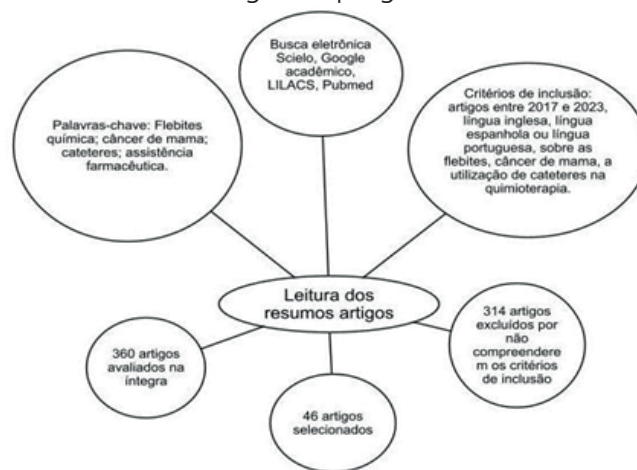 Busca eletrônica
Scielo, Google
acadêmico,
LILACS, Pubmed
Palavras-chave: Flebites
química; câncer de mama;
cateteres; assistência
farmacêutica.
Critérios de inclusão:
artigos entre 2017 e 2023,
língua inglesa, língua
espanhola ou língua
portuguesa, sobre as
flebites, câncer de mama, a
utilização de cateteres na
quimioterapia.
Leitura dos
resumos artigos
360 artigos
avaliados na
íntegra
46 artigos
selecionados
314 artigos
excluídos por
não
compreendere
m os critérios
de inclusão